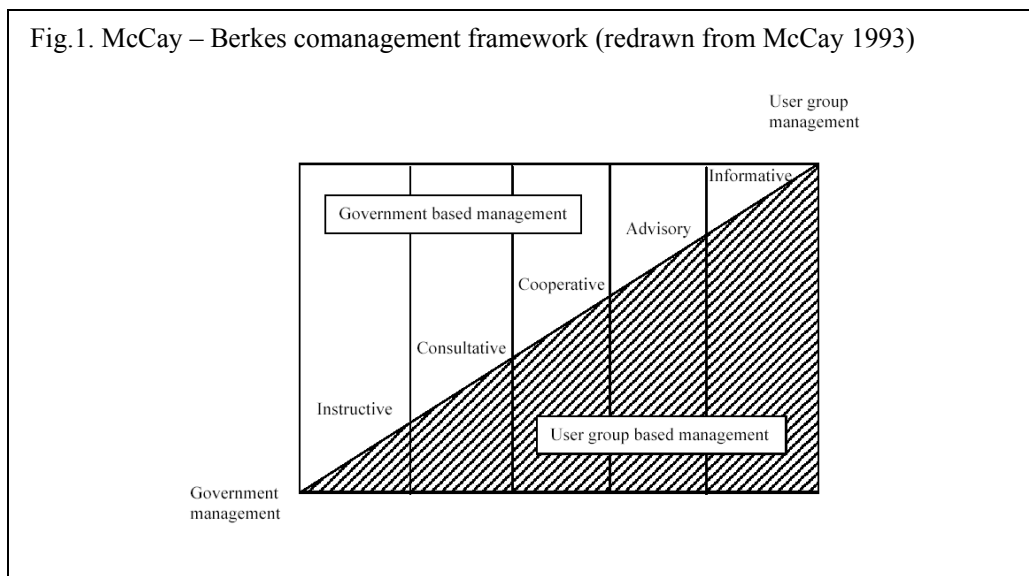 Fig.1. McCay – Berkes comanagement framework (redrawn from McCay 1993)
User group
management
Informative
Government based management
Advisory
Cooperative
Consultative
Instructive
User group based management
Government
management